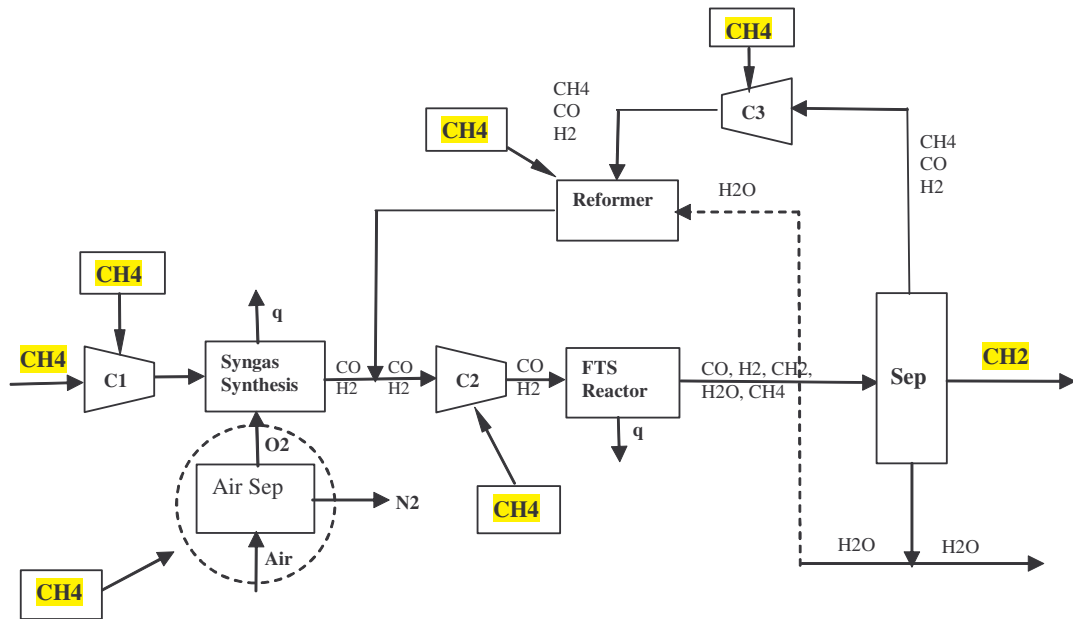 CH4
CH4
CO
H2
C3
CH4
CH4
CO
H2
Reformer
H2O
CH4
q
CH4
C1
Syngas
Synthesis
CO
H2
CO
H2
C2
CO
H2
FTS
Reactor
CO, H2, CH2,
H2O, CH4
Sep
CH2
q
O2
Air Sep
N2
CH4
Air
H2O
H2O
CH4